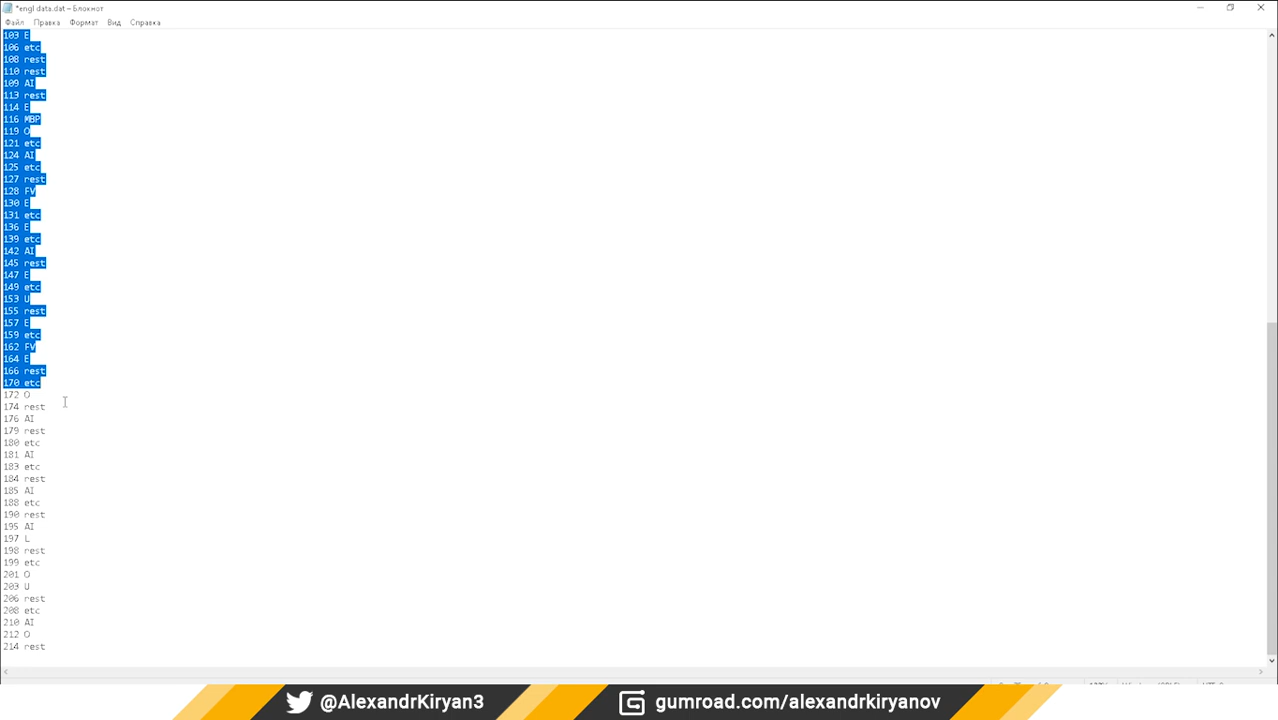 *engl data.dat – Блокнот
Файл Правка Формат Вид Справка
103 E
106 etc
108 rest
110 rest
109 AI
113 rest
114 E
116 MBP
119 O
121 etc
124 AI
125 etc
127 rest
128 FV
130 E
131 etc
136 E
139 etc
142 AI
145 rest
147 E
149 etc
153 U
155 rest
157 E
159 etc
162 FV
164 E
166 rest
170 etc
172 O
174 rest
176 AI
179 rest
180 etc
181 AI
183 etc
184 rest
185 AI
188 etc
190 rest
195 AI
197 L
198 rest
199 etc
201 O
203 U
206 rest
208 etc
210 AI
212 O
214 rest
@AlexandrKiryan3 gumroad.com/alexandrkiryanov